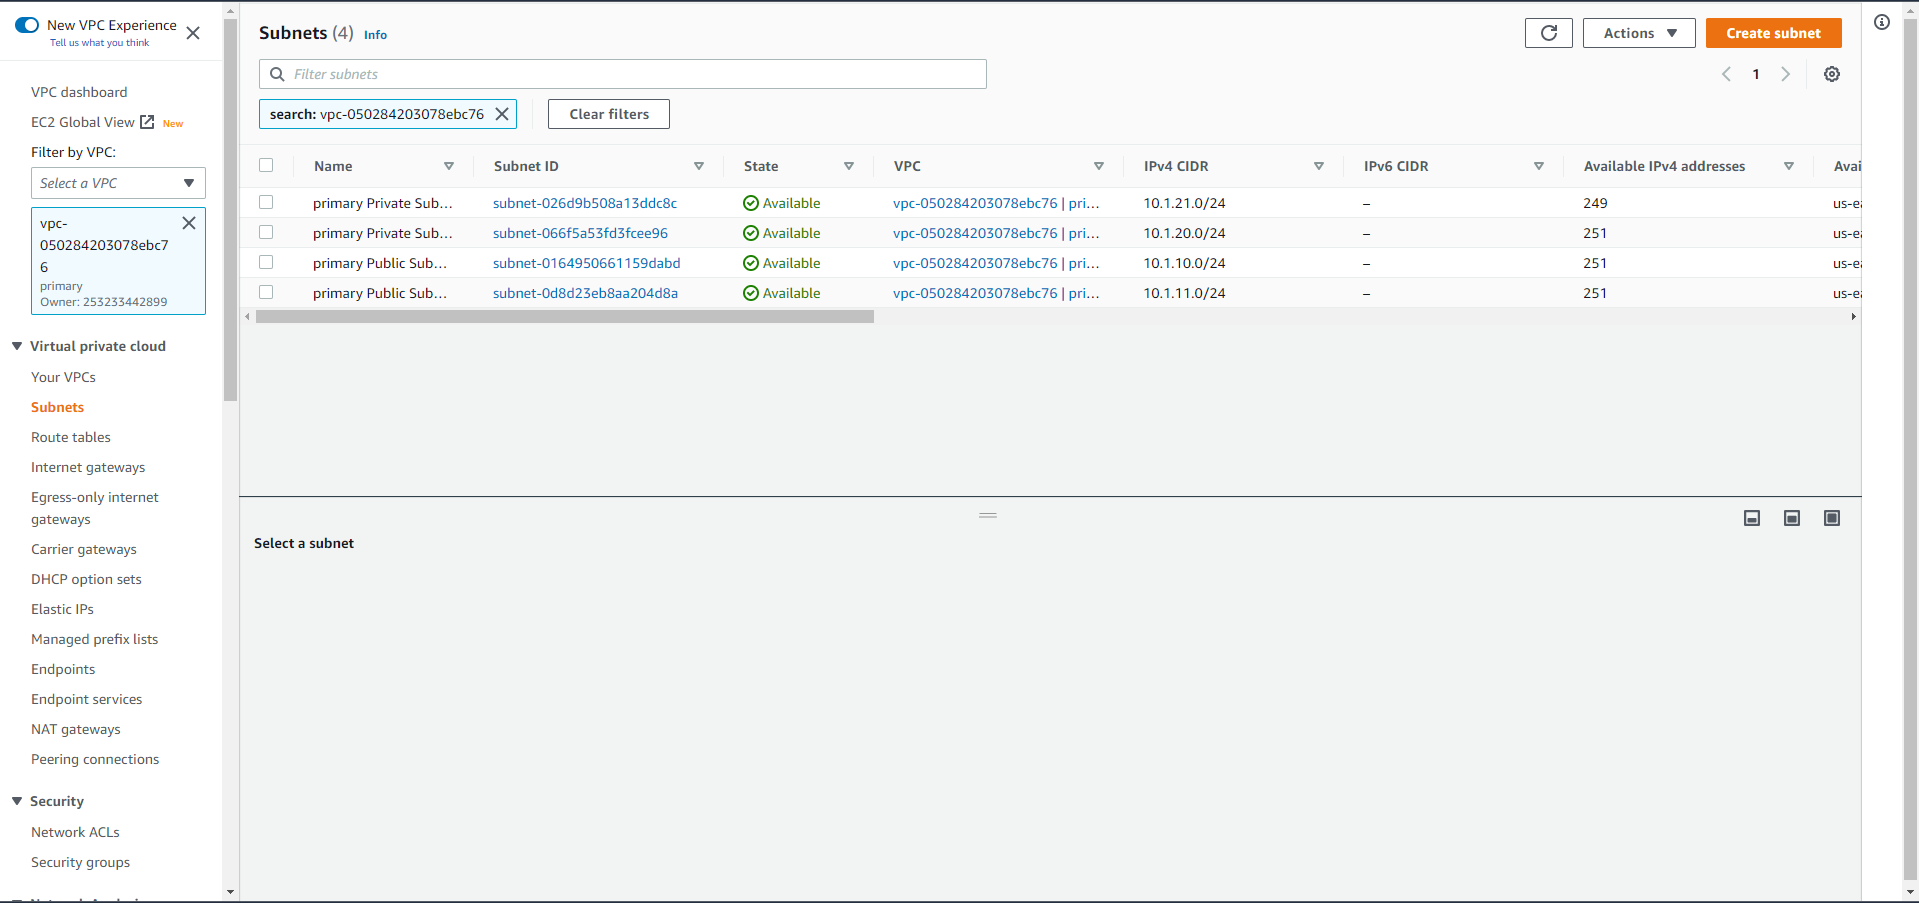 New VPC Experience
Tell us what you think
VPC dashboard
EC2 Global View New
Filter by VPC:
Select a VPC
vpc-
050284203078ebc7
6
primary
Owner: 253233442899
Virtual private cloud
Your VPCs
Subnets
Route tables
Internet gateways
Egress-only internet
gateways
Carrier gateways
DHCP option sets
Elastic IPs
Managed prefix lists
Endpoints
Endpoint services
NAT gateways
Peering connections
Security
Network ACLs
Security groups
Subnets (4) Info
Actions
Create subnet
Filter subnets
1
search: vpc-050284203078ebc76
Clear filters
Name Subnet ID State VPC IPv4 CIDR IPv6 CIDR Available IPv4 addresses Avai
primary Private Sub... subnet-026d9b508a13ddc8c Available vpc-050284203078ebc76 | pri... 10.1.21.0/24 – 249 us-ea
primary Private Sub... subnet-066f5a53fd3fcee96 Available vpc-050284203078ebc76 | pri... 10.1.20.0/24 – 251 us-ea
primary Public Sub... subnet-0164950661159dabd Available vpc-050284203078ebc76 | pri... 10.1.10.0/24 – 251 us-ea
primary Public Sub... subnet-0d8d23eb8aa204d8a Available vpc-050284203078ebc76 | pri... 10.1.11.0/24 – 251 us-ea
Select a subnet